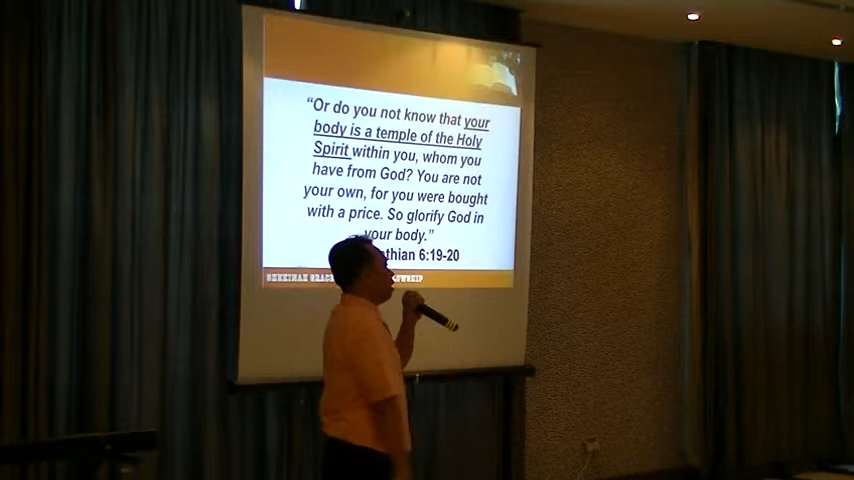 “Or do you not know that your
body is a temple of the Holy
Spirit within you, whom you
have from God? You are not
your own, for you were bought
with a price. So glorify God in
your body.”
6:19-20
SHEKINAH